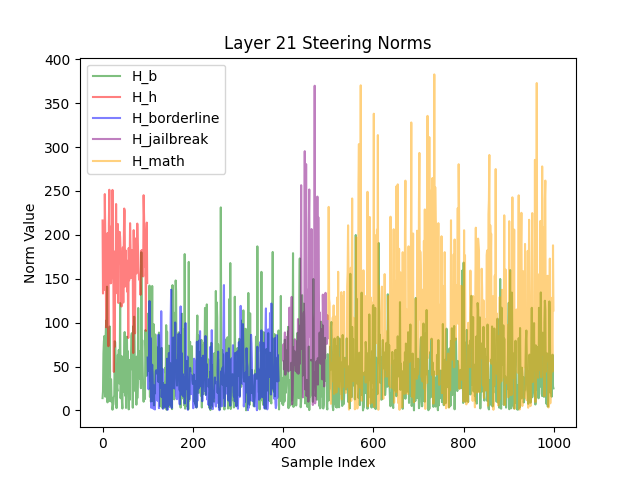 Layer 21 Steering Norms
400
350
300
250
200
150
100
50
0
Norm Value
H_b
H_h
H_borderline
H_jailbreak
H_math
0 200 400 600 800 1000
Sample Index